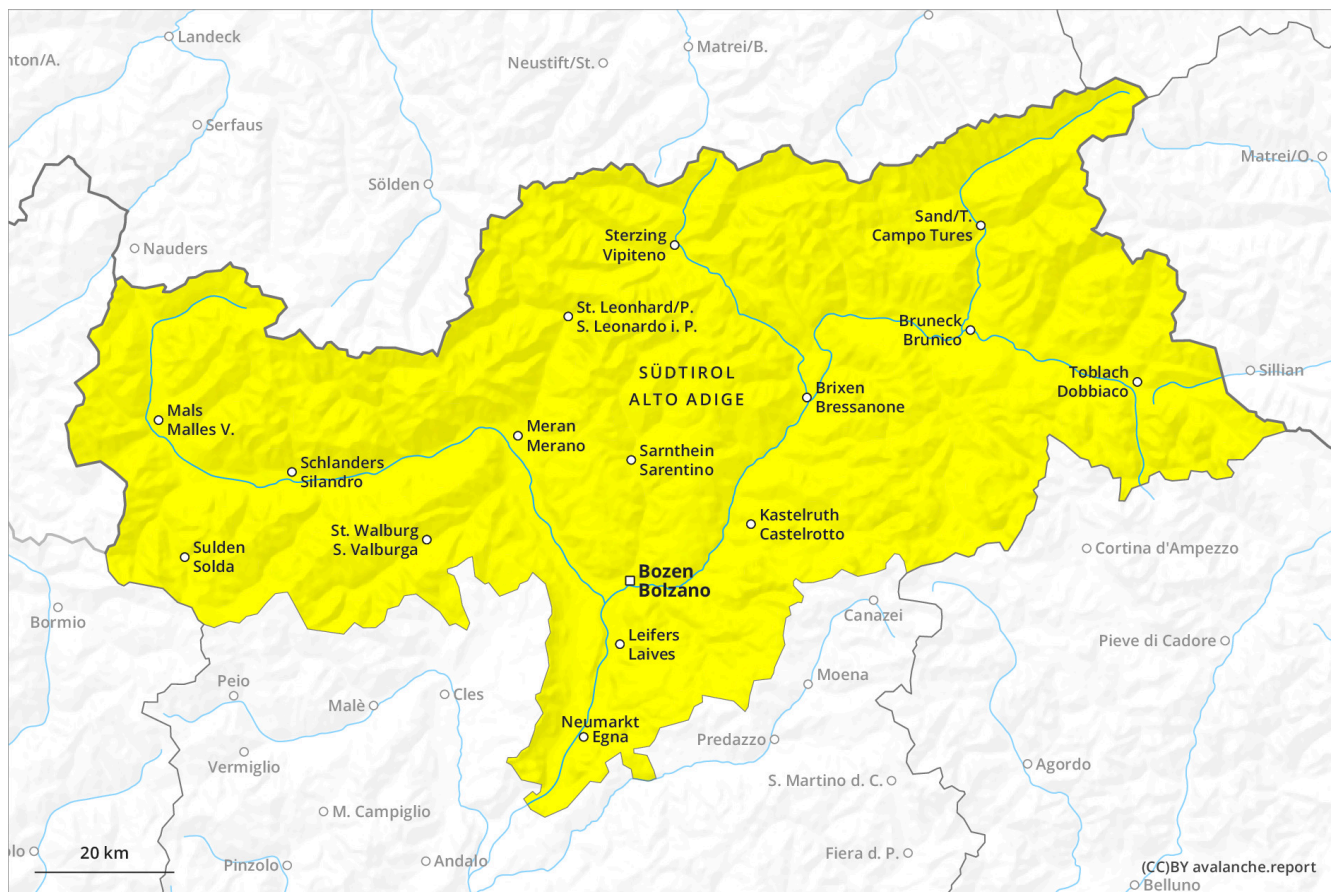 Landeck
nton/A.
Matrei/B.
Neustift/St.
Serfaus
Matrei/O.
Sölden
Sand/T.
Campo Tures
Sterzing
Vipiteno
Nauders
St. Leonhard/P.
S. Leonardo i. P.
Bruneck
Brunico
SÜDTIROL
ALTO ADIGE
Toblach
Dobbiaco
Sillian
Brixen
Bressanone
Mals
Malles V.
Meran
Merano
Schlanders
Silandro
Sarnthein
Sarentino
Kastelruth
Castelrotto
St. Walburg
S. Valburga
Sulden
Solda
Cortina d'Ampezzo
Bozen
Bolzano
Bormio
Canazei
Leifers
Laives
Pieve di Cadore
Peio
Moena
Malè
Cles
Neumarkt
Egna
Predazzo
Vermiglio
Agordo
S. Martino d. C.
M. Campiglio
olo
20 km
Pinzolo
Andalo
Fiera d. P.
(CC)BY avalanche.report
Belluno